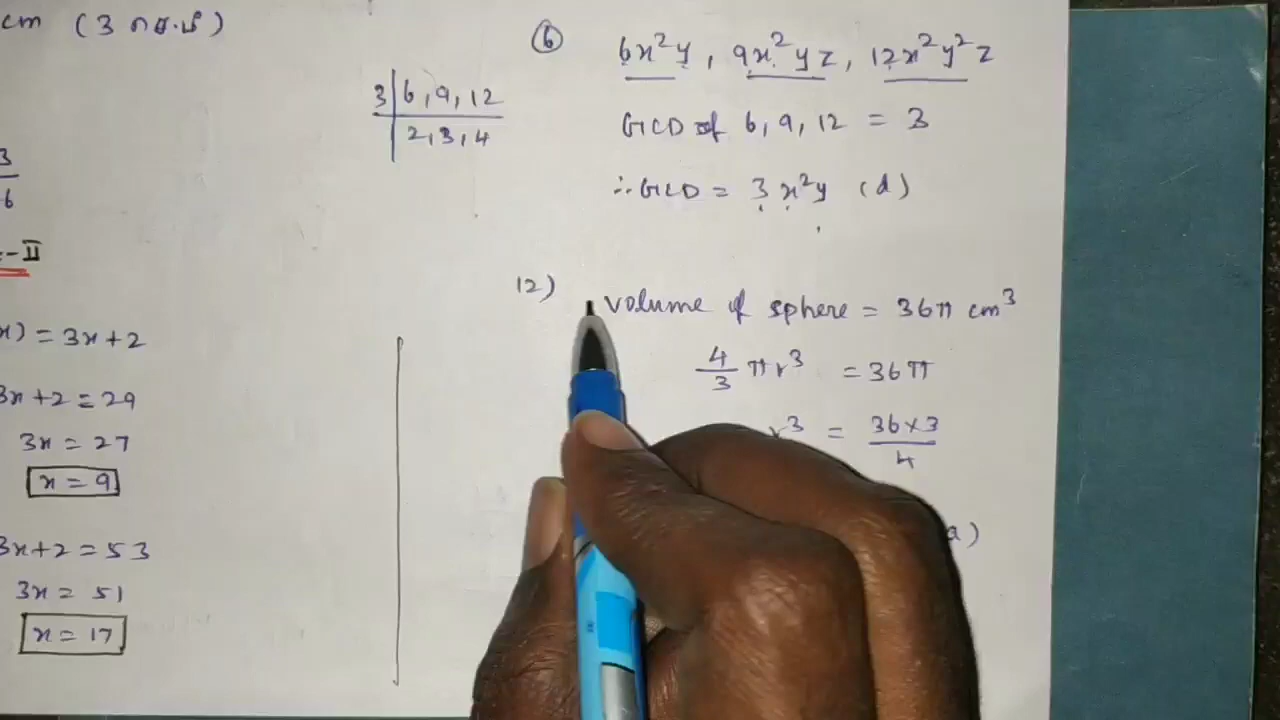 cm (3 செ.மீ)
3
6
-II
x) = 3x+2
3x+2 = 29
3x = 27
x = 9
3x+2 = 53
3x = 51
x = 17
3 | 6, 9, 12
2, 3, 4
6
6x²y, 9x²yz, 12x²y²z
GCD of 6, 9, 12 = 3
∴ GCD = 3x²y (d)
12) volume of sphere = 36π cm³
4/3 πr³ = 36π
r³ = 36×3/4
a)